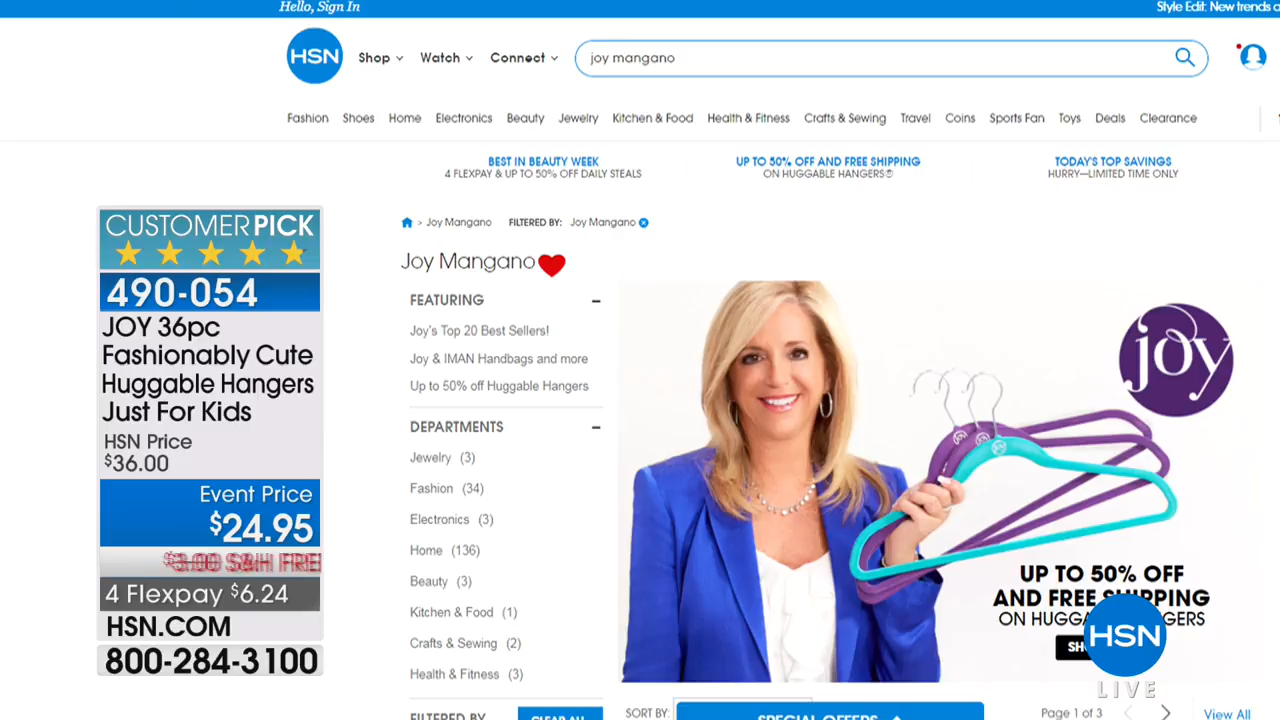 Hello, Sign In
Style Edit: New trends a
HSN
Shop
Watch
Connect
joy mangano
Fashion
Shoes
Home
Electronics
Beauty
Jewelry
Kitchen & Food
Health & Fitness
Crafts & Sewing
Travel
Coins
Sports Fan
Toys
Deals
Clearance
BEST IN BEAUTY WEEK
4 FLEXPAY & UP TO 50% OFF DAILY STEALS
UP TO 50% OFF AND FREE SHIPPING
ON HUGGABLE HANGERS®
TODAY'S TOP SAVINGS
HURRY—LIMITED TIME ONLY
CUSTOMER PICK
490-054
JOY 36pc
Fashionably Cute
Huggable Hangers
Just For Kids
HSN Price
$36.00
Event Price
$24.95
$3.00 S&H FREE
4 Flexpay $6.24
HSN.COM
800-284-3100
> Joy Mangano FILTERED BY: Joy Mangano
Joy Mangano
FEATURING
Joy's Top 20 Best Sellers!
Joy & IMAN Handbags and more
Up to 50% off Huggable Hangers
DEPARTMENTS
Jewelry (3)
Fashion (34)
Electronics (3)
Home (136)
Beauty (3)
Kitchen & Food (1)
Crafts & Sewing (2)
Health & Fitness (3)
FILTERED BY
CLEAR ALL
joy
UP TO 50% OFF
AND FREE SHIPPING
ON HUGGABLE HANGERS
SH
HSN
LIVE
SORT BY:
SPECIAL OFFERS
Page 1 of 3
View All